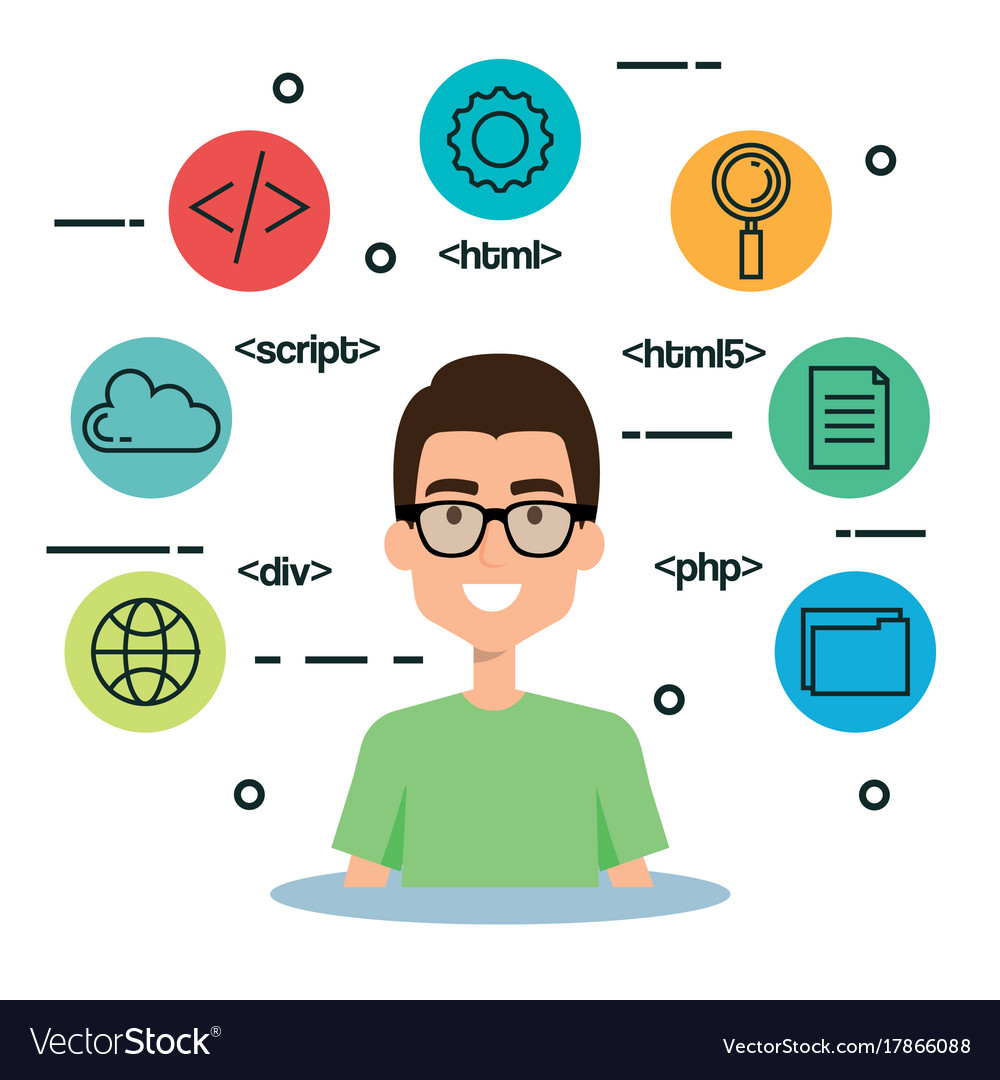 <html>
<script>
<html5>
<div>
<php>
VectorStock®
VectorStock.com/17866088